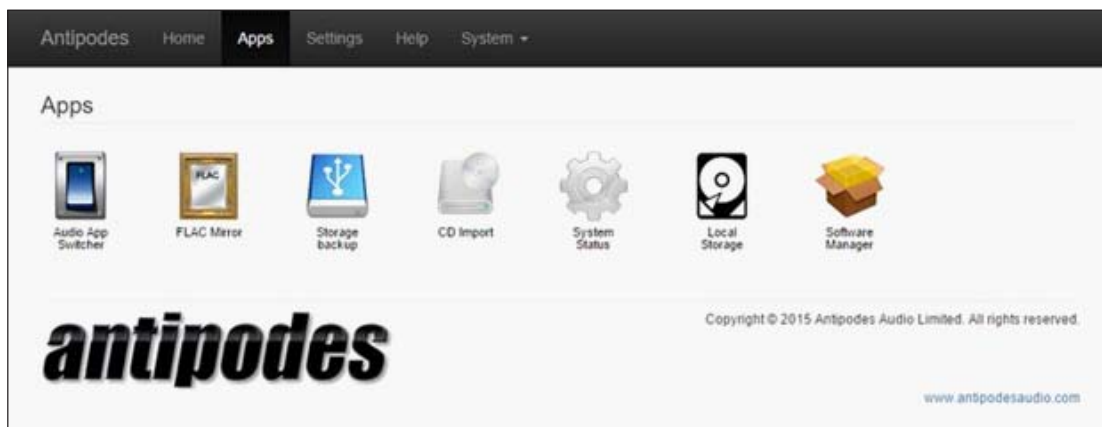 Antipodes Home Apps Settings Help System
Apps
FLAC
Audio App
Switcher
FLAC Mirror
Storage
backup
CD Import
System
Status
Local
Storage
Software
Manager
antipodes
Copyright © 2015 Antipodes Audio Limited. All rights reserved.
www.antipodesaudio.com